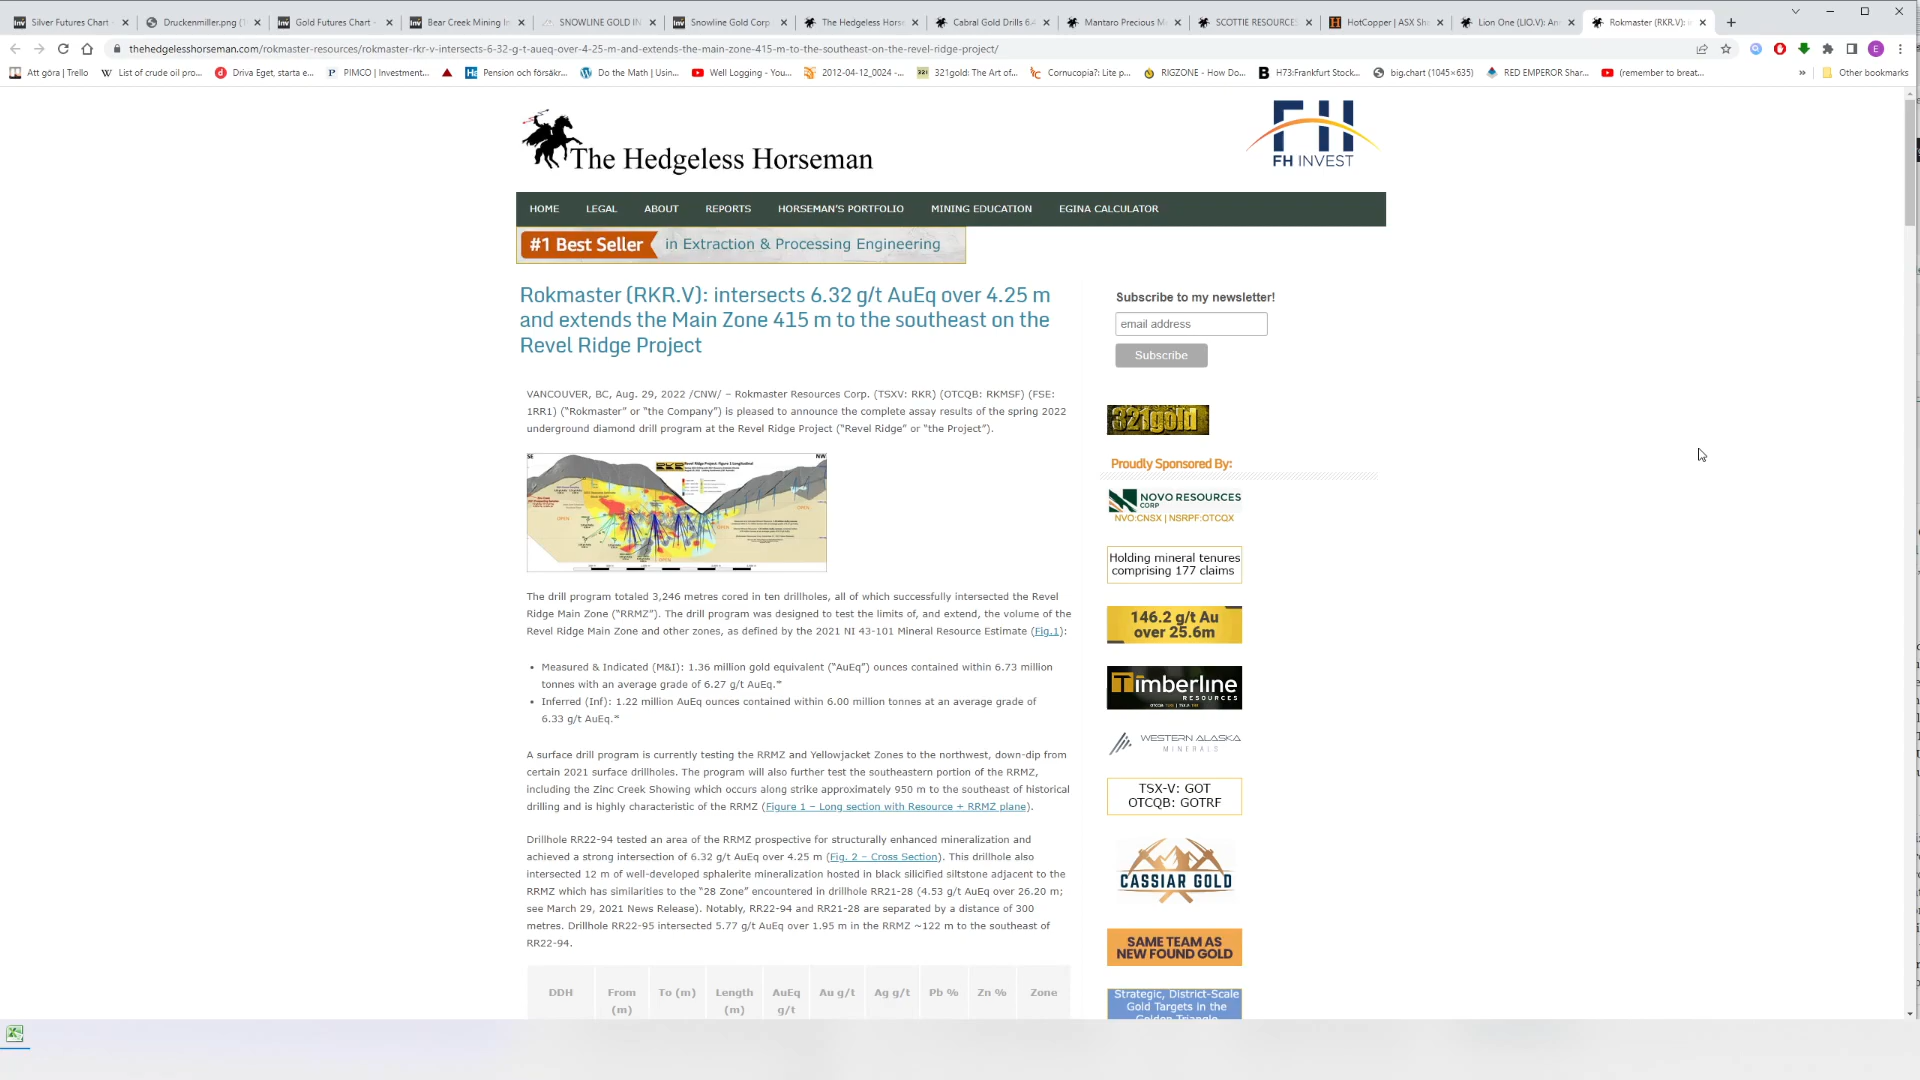 Silver Futures Chart
Druckenmiller.png (
Gold Futures Chart
Bear Creek Mining In
SNOWLINE GOLD IN
Snowline Gold Corp
The Hedgeless Horse
Cabral Gold Drills 6.
Mantaro Precious M
SCOTTIE RESOURCES
HotCopper | ASX Sh
Lion One (LIO.V): An
Rokmaster (RKR.V): i
thehedgelesshorseman.com/rokmaster-resources/rokmaster-rkr-v-intersects-6-32-g-t-aueq-over-4-25-m-and-extends-the-main-zone-415-m-to-the-southeast-on-the-revel-ridge-project/
Att göra | Trello
List of crude oil pro...
Driva Eget, starta e...
PIMCO | Investment...
Pension och försäkr...
Do the Math | Usin...
Well Logging - You...
2012-04-12_0024 -...
321gold: The Art of...
Cornucopia?: Lite p...
RIGZONE - How Do...
H73:Frankfurt Stock...
big.chart (1045×635)
RED EMPEROR Shar...
(remember to breat...
Other bookmarks
The Hedgeless Horseman
FH INVEST
HOME LEGAL ABOUT REPORTS HORSEMAN'S PORTFOLIO MINING EDUCATION EGINA CALCULATOR
#1 Best Seller in Extraction & Processing Engineering
Rokmaster (RKR.V): intersects 6.32 g/t AuEq over 4.25 m
and extends the Main Zone 415 m to the southeast on the
Revel Ridge Project
VANCOUVER, BC, Aug. 29, 2022 /CNW/ – Rokmaster Resources Corp. (TSXV: RKR) (OTCQB: RKMSF) (FSE:
1RR1) ("Rokmaster" or "the Company") is pleased to announce the complete assay results of the spring 2022
underground diamond drill program at the Revel Ridge Project ("Revel Ridge" or "the Project").
SE
NW
OPEN
The drill program totaled 3,246 metres cored in ten drillholes, all of which successfully intersected the Revel
Ridge Main Zone ("RRMZ"). The drill program was designed to test the limits of, and extend, the volume of the
Revel Ridge Main Zone and other zones, as defined by the 2021 NI 43-101 Mineral Resource Estimate (Fig.1):
• Measured & Indicated (M&I): 1.36 million gold equivalent ("AuEq") ounces contained within 6.73 million
tonnes with an average grade of 6.27 g/t AuEq.*
• Inferred (Inf): 1.22 million AuEq ounces contained within 6.00 million tonnes at an average grade of
6.33 g/t AuEq.*
A surface drill program is currently testing the RRMZ and Yellowjacket Zones to the northwest, down-dip from
certain 2021 surface drillholes. The program will also further test the southeastern portion of the RRMZ,
including the Zinc Creek Showing which occurs along strike approximately 950 m to the southeast of historical
drilling and is highly characteristic of the RRMZ (Figure 1 – Long section with Resource + RRMZ plane).
Drillhole RR22-94 tested an area of the RRMZ prospective for structurally enhanced mineralization and
achieved a strong intersection of 6.32 g/t AuEq over 4.25 m (Fig. 2 – Cross Section). This drillhole also
intersected 12 m of well-developed sphalerite mineralization hosted in black silicified siltstone adjacent to the
RRMZ which has similarities to the "28 Zone" encountered in drillhole RR21-28 (4.53 g/t AuEq over 26.20 m;
see March 29, 2021 News Release). Notably, RR22-94 and RR21-28 are separated by a distance of 300
metres. Drillhole RR22-95 intersected 5.77 g/t AuEq over 1.95 m in the RRMZ ~122 m to the southeast of
RR22-94.
DDH From To (m) Length AuEq Au g/t Ag g/t Pb % Zn % Zone
(m) (m) g/t
Subscribe to my newsletter!
email address
Subscribe
321gold
Proudly Sponsored By:
NOVO RESOURCES
CORP
NVO:CNSX | NSRPF:OTCQX
Holding mineral tenures
comprising 177 claims
146.2 g/t Au
over 25.6m
Timberline
RESOURCES
WESTERN ALASKA
MINERALS
TSX-V: GOT
OTCQB: GOTRF
CASSIAR GOLD
SAME TEAM AS
NEW FOUND GOLD
Strategic, District-Scale
Gold Targets in the
Golden Triangle